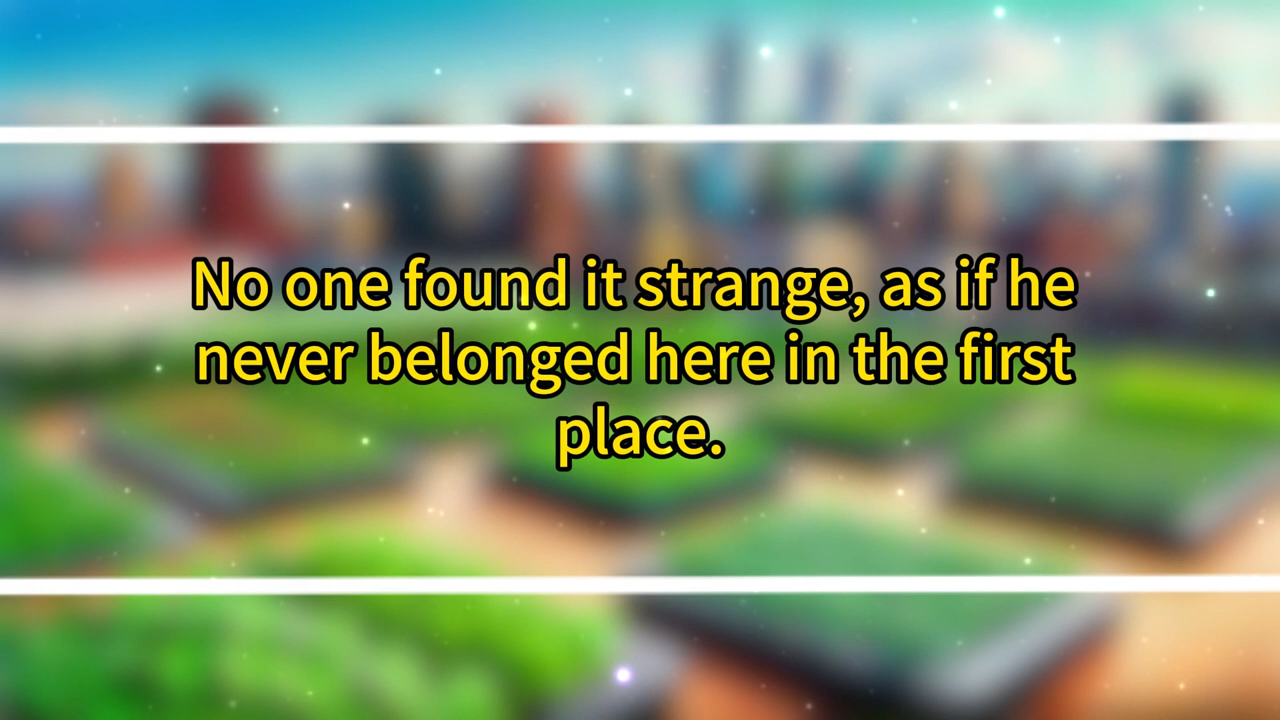 No one found it strange, as if he
never belonged here in the first
place.